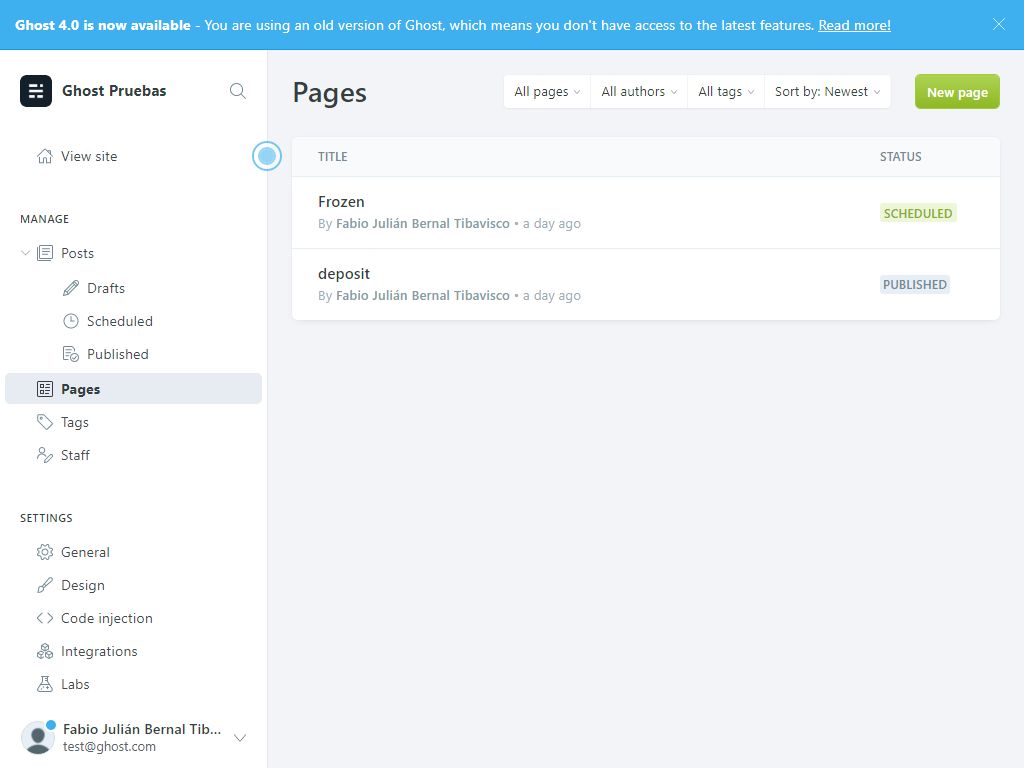 Ghost 4.0 is now available - You are using an old version of Ghost, which means you don't have access to the latest features. Read more!
Ghost Pruebas
View site
MANAGE
Posts
Drafts
Scheduled
Published
Pages
Tags
Staff
SETTINGS
General
Design
Code injection
Integrations
Labs
Fabio Julián Bernal Tib...
test@ghost.com
Pages
All pages
All authors
All tags
Sort by: Newest
New page
TITLE STATUS
Frozen
By Fabio Julián Bernal Tibavisco • a day ago
SCHEDULED
deposit
By Fabio Julián Bernal Tibavisco • a day ago
PUBLISHED